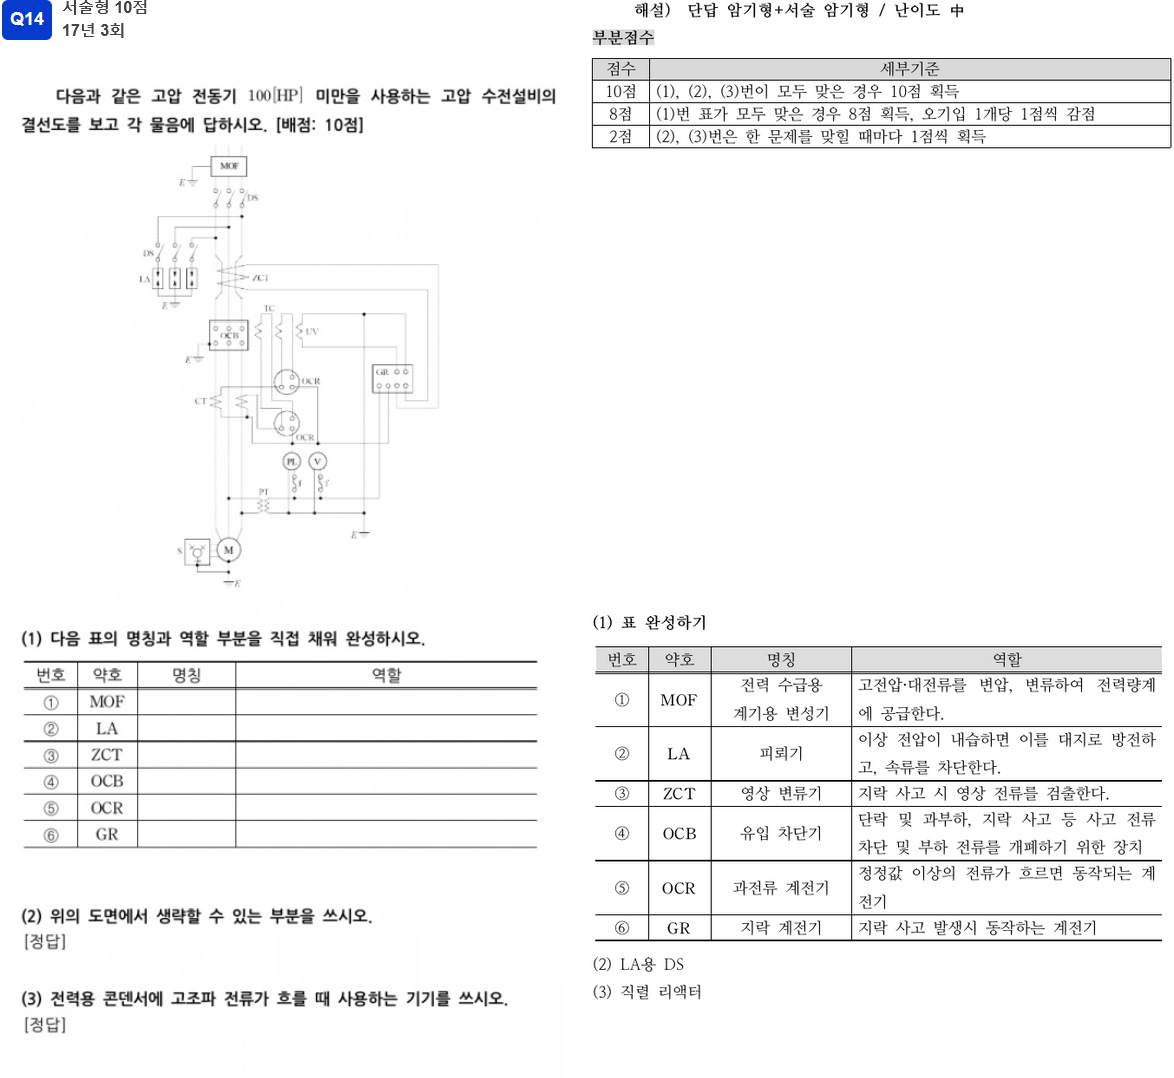 Q14
서술형 10점
17년 3회
다음과 같은 고압 전동기 100[HP] 미만을 사용하는 고압 수전설비의
결선도를 보고 각 물음에 답하시오. [배점: 10점]
MOF
E
DS
DS
LA
E
ZCT
TC
OCB
UV
E
GR
OCR
CT
OCR
PL V
f f
PT
E
S M
E
(1) 다음 표의 명칭과 역할 부분을 직접 채워 완성하시오.
번호 약호 명칭 역할
① MOF
② LA
③ ZCT
④ OCB
⑤ OCR
⑥ GR
(2) 위의 도면에서 생략할 수 있는 부분을 쓰시오.
[정답]
(3) 전력용 콘덴서에 고조파 전류가 흐를 때 사용하는 기기를 쓰시오.
[정답]
해설) 단답 암기형+서술 암기형 / 난이도 中
부분점수
점수 세부기준
10점 (1), (2), (3)번이 모두 맞은 경우 10점 획득
8점 (1)번 표가 모두 맞은 경우 8점 획득, 오기입 1개당 1점씩 감점
2점 (2), (3)번은 한 문제를 맞힐 때마다 1점씩 획득
(1) 표 완성하기
번호 약호 명칭 역할
① MOF 전력 수급용 고전압·대전류를 변압, 변류하여 전력량계
계기용 변성기 에 공급한다.
② LA 피뢰기 이상 전압이 내습하면 이를 대지로 방전하
고, 속류를 차단한다.
③ ZCT 영상 변류기 지락 사고 시 영상 전류를 검출한다.
④ OCB 유입 차단기 단락 및 과부하, 지락 사고 등 사고 전류
차단 및 부하 전류를 개폐하기 위한 장치
⑤ OCR 과전류 계전기 정정값 이상의 전류가 흐르면 동작되는 계
전기
⑥ GR 지락 계전기 지락 사고 발생시 동작하는 계전기
(2) LA용 DS
(3) 직렬 리액터